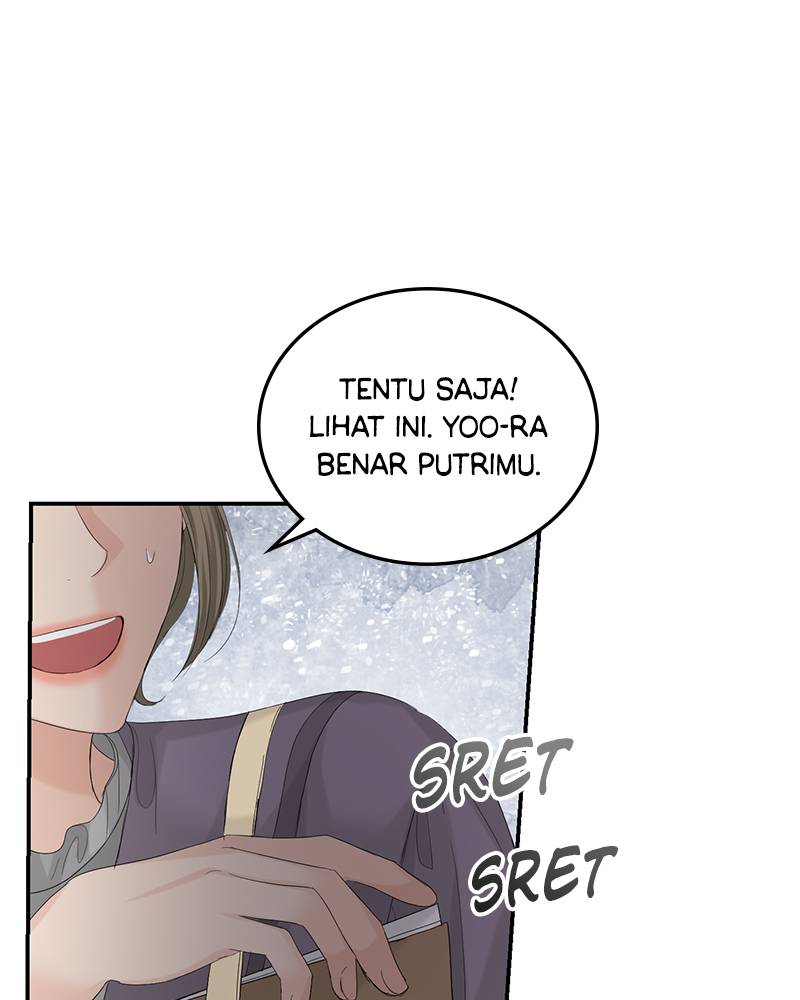 TENTU SAJA!
LIHAT INI. YOO-RA
BENAR PUTRIMU.
SRET
SRET